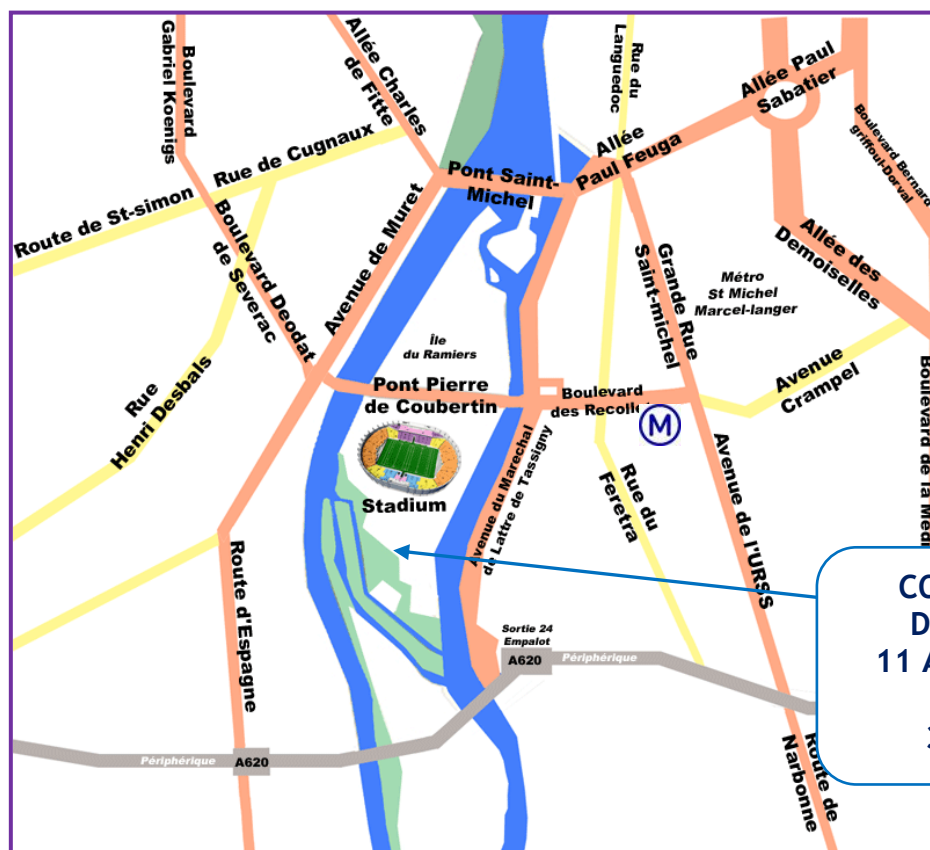 Boulevard
Gabriel Koenigs
Allée Charles
de Fitte
Rue du
Languedoc
Allée Paul
Sabatier
Boulevard Bernard
griffoul-Dorval
Rue de Cugnaux
Route de St-simon
Allée
Paul Feuga
Pont Saint-
Michel
Boulevard Deodat
de Severac
Avenue de Muret
Grande Rue
Saint-michel
Métro
St Michel
Marcel-langer
Allée des
Demoiselles
Île
du Ramiers
Rue
Henri Desbals
Pont Pierre
de Coubertin
Boulevard
des Recoll
M
Avenue
Crampel
Boulevard de la Med
Stadium
Avenue du Marechal
de Lattre de Tassigny
Rue du
Feretra
Avenue de l'URSS
Route d'Espagne
CO
D
11 A
Sortie 24
Empalot
A620
Périphérique
Périphérique
A620
Route de
Narbonne